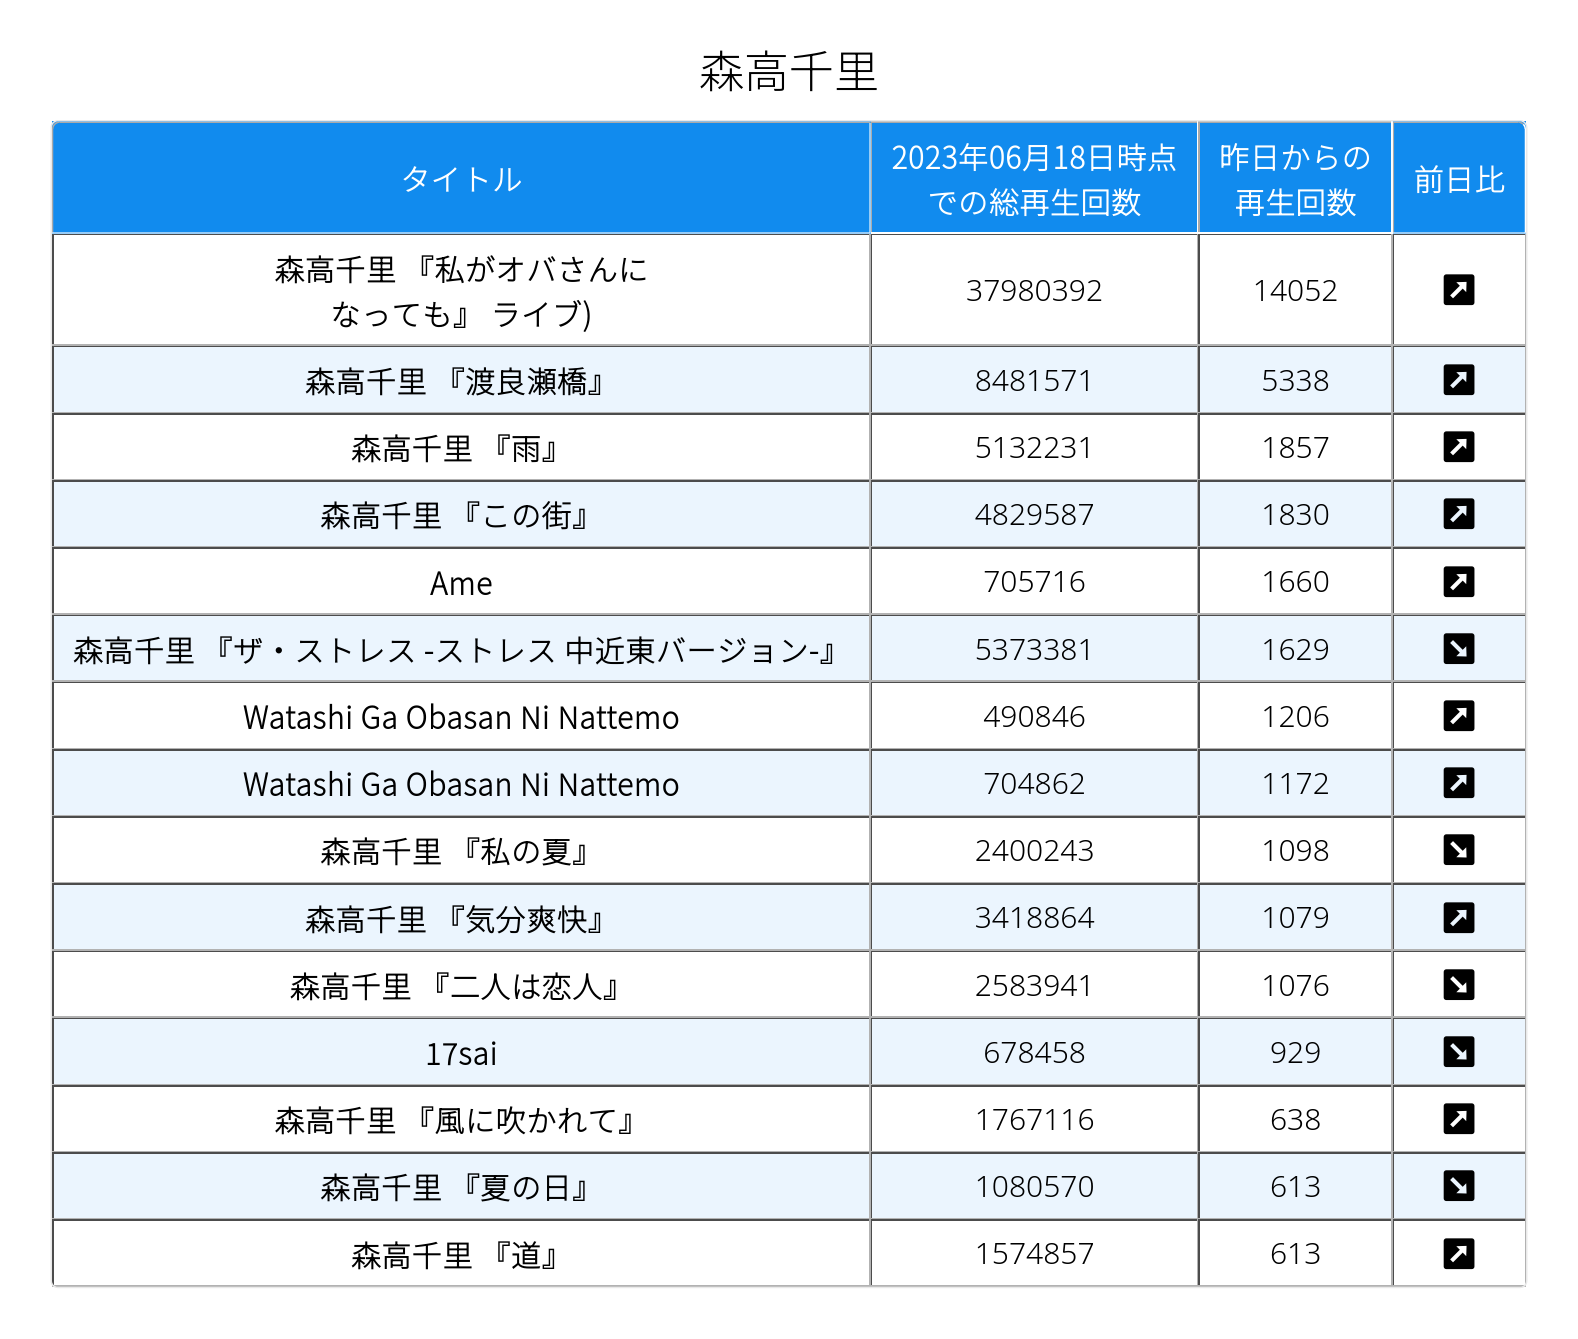 森高千里
タイトル
2023年06月18日時点
での総再生回数
昨日からの
再生回数
前日比
森高千里 『私がオバさんに
なっても』 ライブ)
37980392
14052
森高千里 『渡良瀬橋』
8481571
5338
森高千里 『雨』
5132231
1857
森高千里 『この街』
4829587
1830
Ame
705716
1660
森高千里 『ザ・ストレス -ストレス 中近東バージョン-』
5373381
1629
Watashi Ga Obasan Ni Nattemo
490846
1206
Watashi Ga Obasan Ni Nattemo
704862
1172
森高千里 『私の夏』
2400243
1098
森高千里 『気分爽快』
3418864
1079
森高千里 『二人は恋人』
2583941
1076
17sai
678458
929
森高千里 『風に吹かれて』
1767116
638
森高千里 『夏の日』
1080570
613
森高千里 『道』
1574857
613